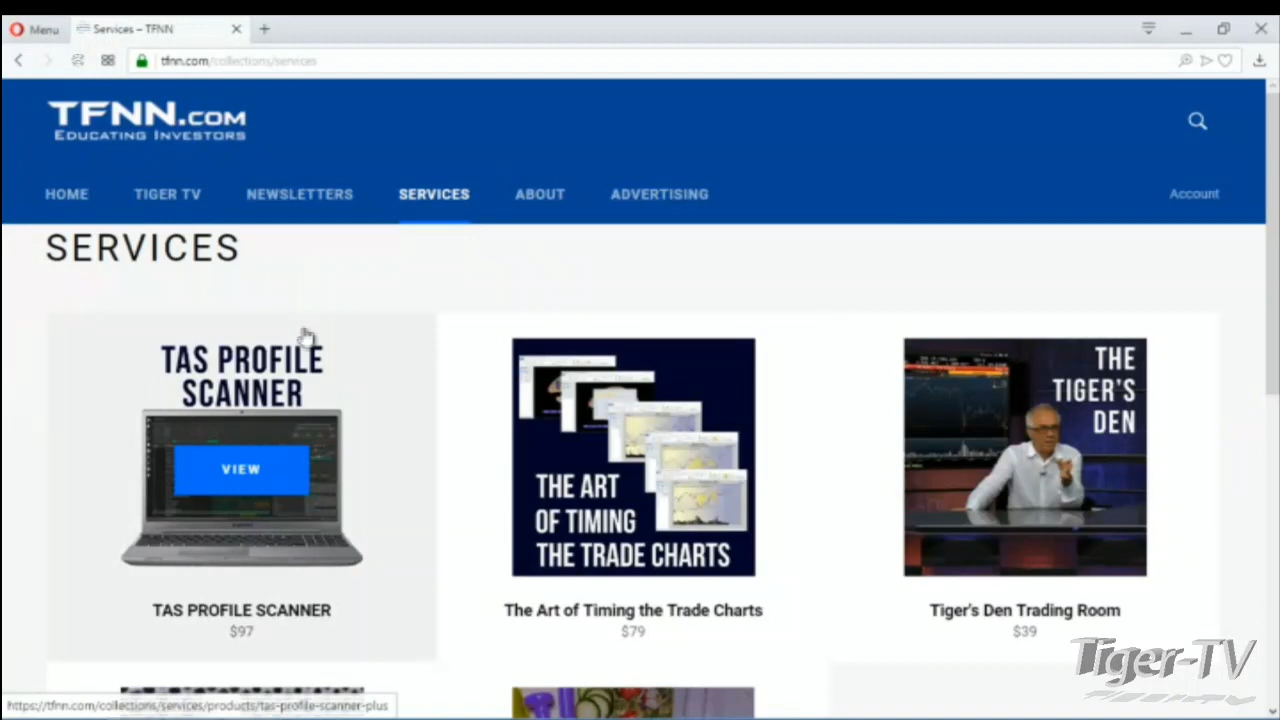 Menu
Services – TFNN
tfnn.com/collections/services
TFNN.COM
EDUCATING INVESTORS
HOME
TIGER TV
NEWSLETTERS
SERVICES
ABOUT
ADVERTISING
Account
SERVICES
TAS PROFILE
SCANNER
VIEW
THE ART
OF TIMING
THE TRADE CHARTS
THE
TIGER'S
DEN
TAS PROFILE SCANNER
$97
The Art of Timing the Trade Charts
$79
Tiger's Den Trading Room
$39
Tiger-TV
https://tfnn.com/collections/services/products/tas-profile-scanner-plus